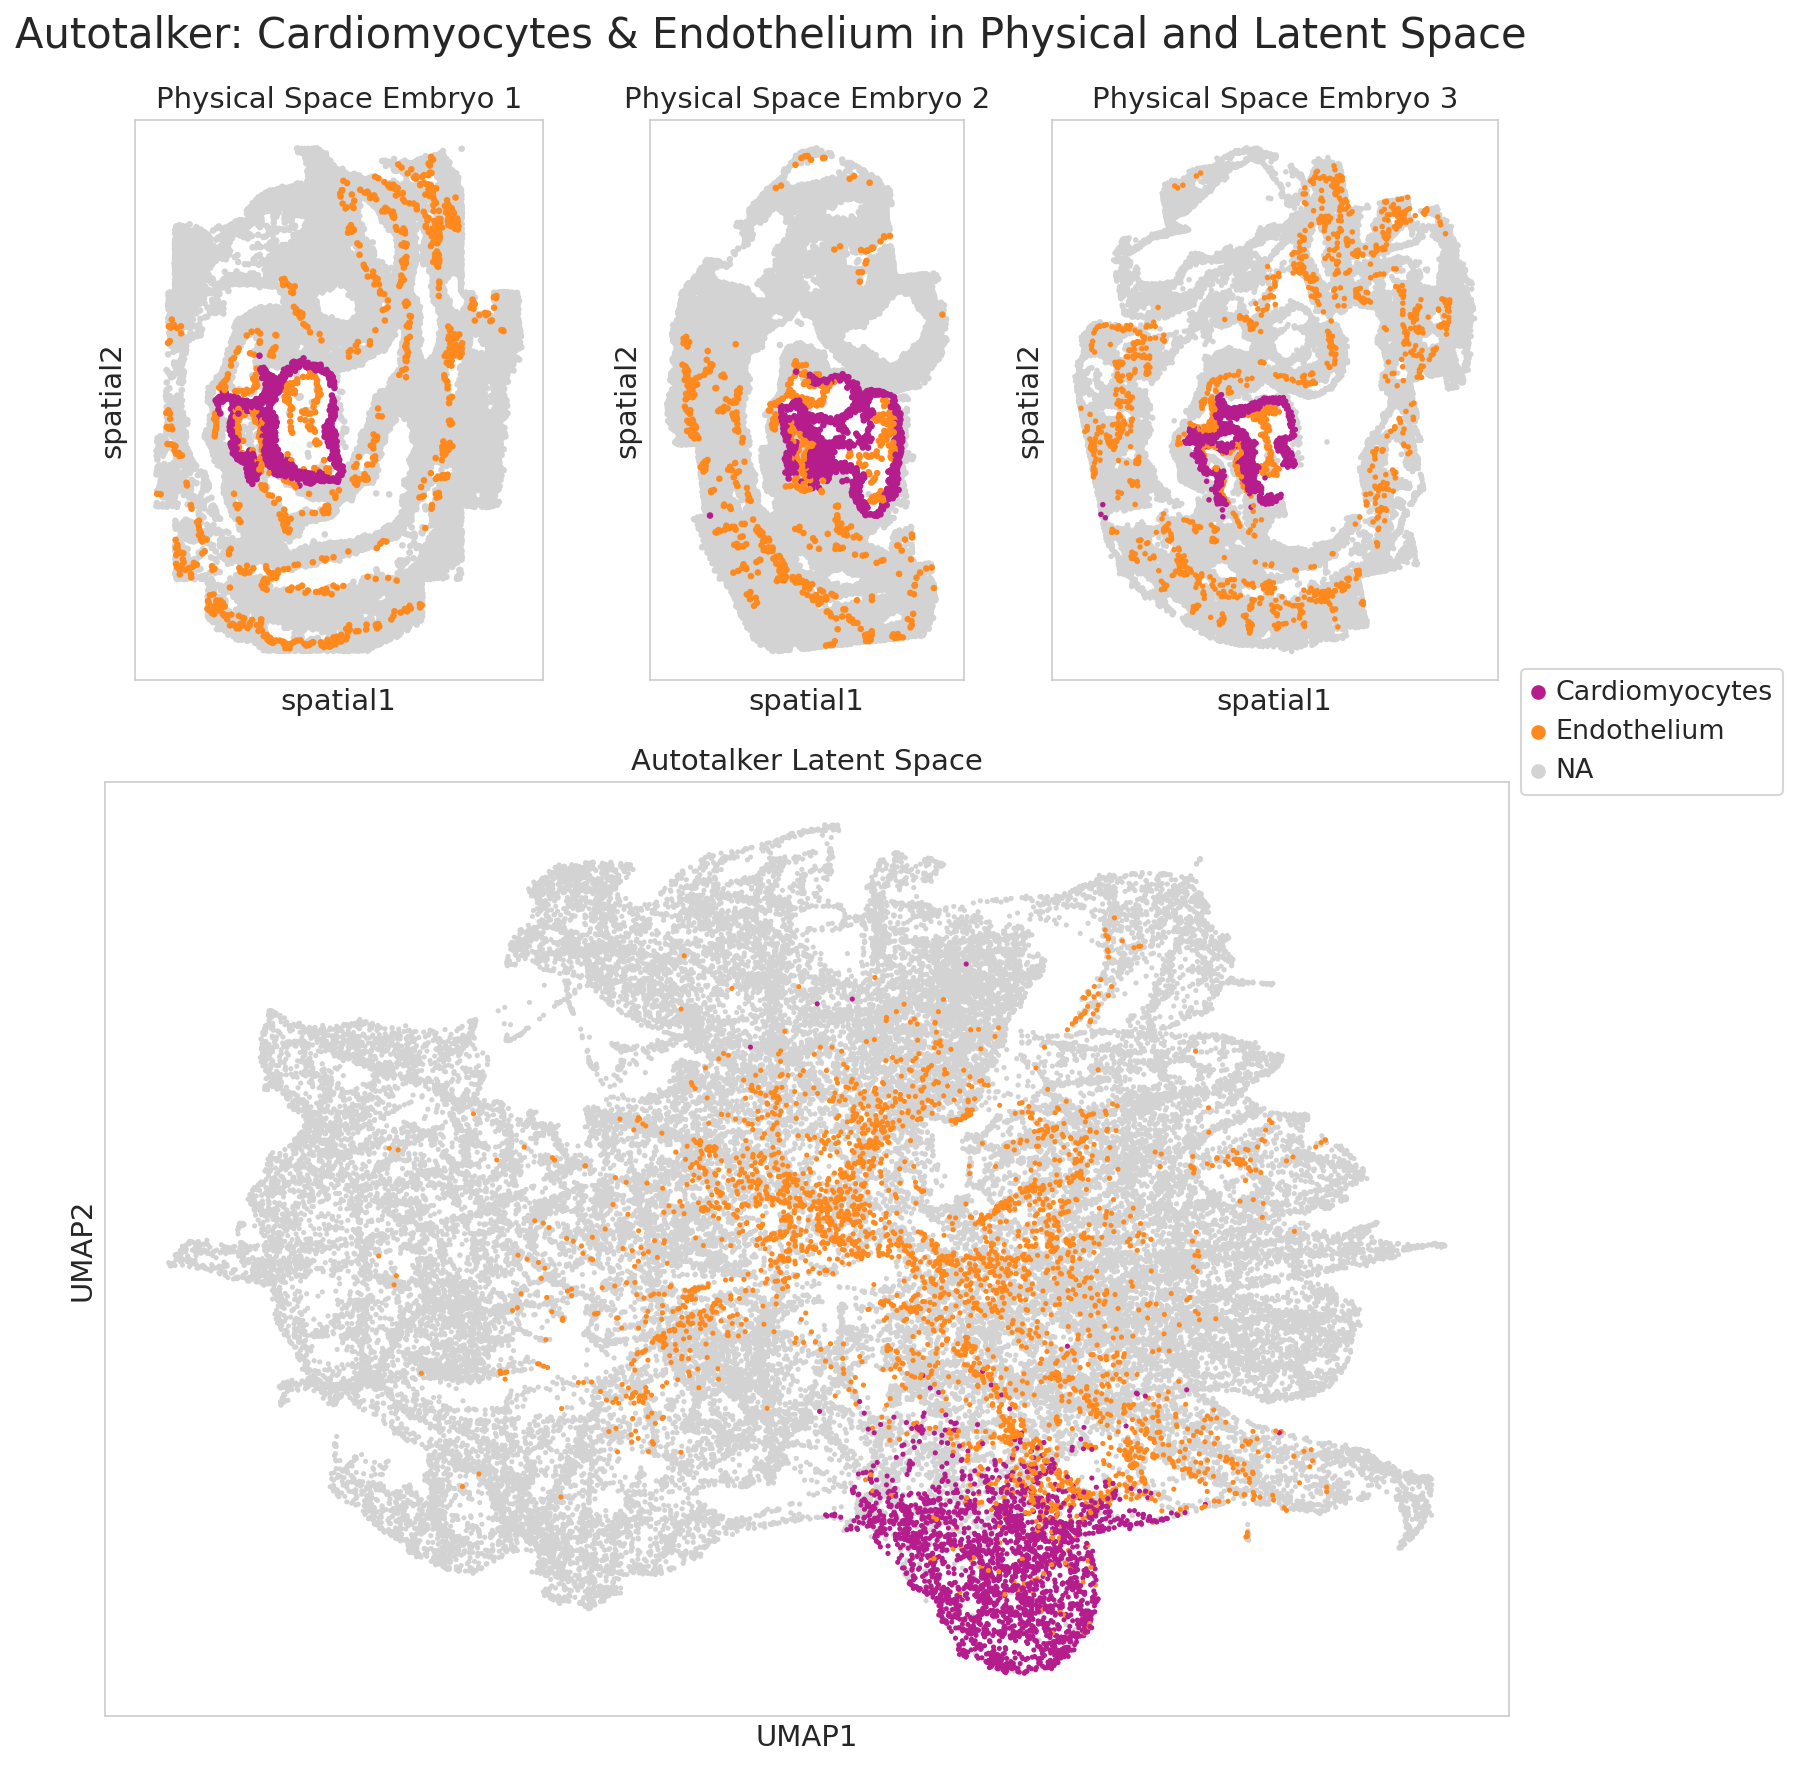 Autotalker: Cardiomyocytes & Endothelium in Physical and Latent Space
Physical Space Embryo 1
Physical Space Embryo 2
Physical Space Embryo 3
spatial2
spatial2
spatial2
spatial1
spatial1
spatial1
Cardiomyocytes
Endothelium
NA
Autotalker Latent Space
UMAP2
UMAP1